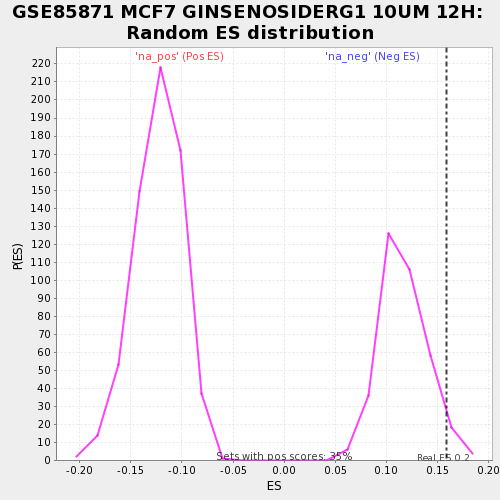 GSE85871 MCF7 GINSENOSIDERG1 10UM 12H:
Random ES distribution
'na_pos' (Pos ES)
'na_neg' (Neg ES)
P(ES)
220
210
200
190
180
170
160
150
140
130
120
110
100
90
80
70
60
50
40
30
20
10
0
Sets with pos scores: 35%
Real ES 0.2
-0.20 -0.15 -0.10 -0.05 0.00 0.05 0.10 0.15 0.20
ES